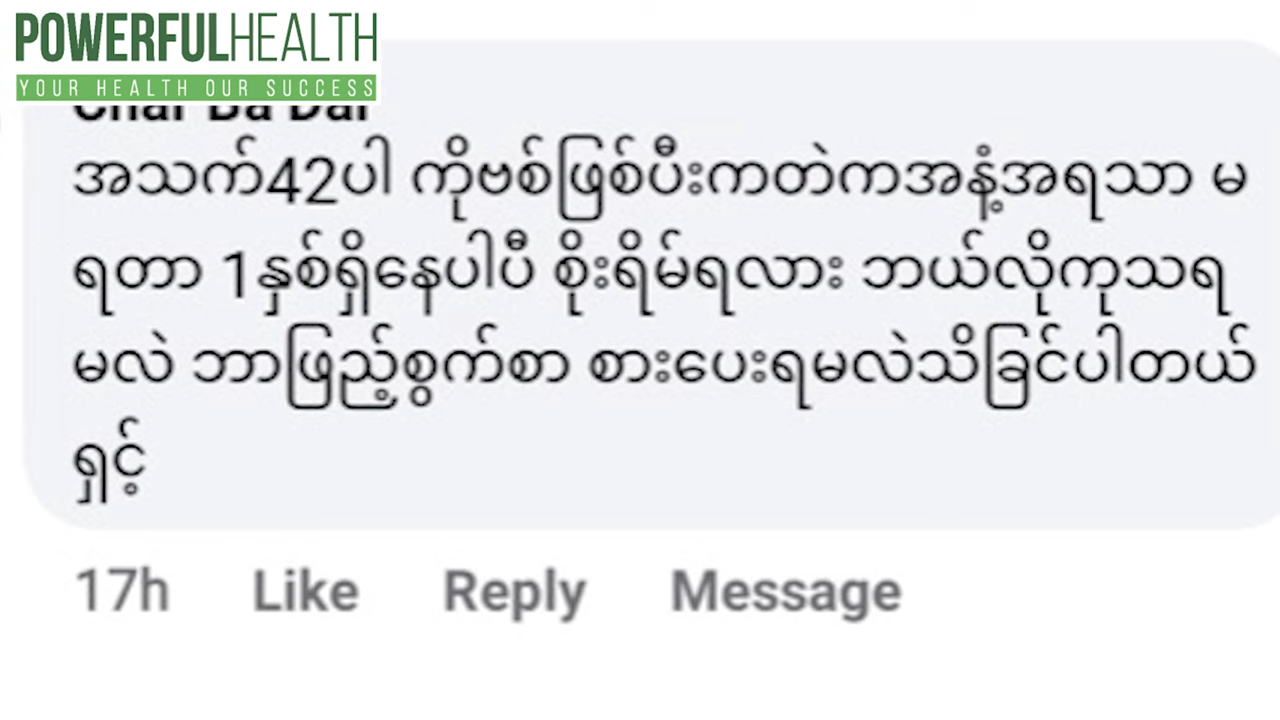 POWERFULHEALTH
YOUR HEALTH OUR SUCCESS
အသက်42ပါ ကိုဗစ်ဖြစ်ပီးကတဲကအနံ့အရသာ မ
ရတာ 1နှစ်ရှိနေပါပီ စိုးရိမ်ရလား ဘယ်လိုကုသရ
မလဲ ဘာဖြည့်စွက်စာ စားပေးရမလဲသိခြင်ပါတယ်
ရှင့်
17h Like Reply Message